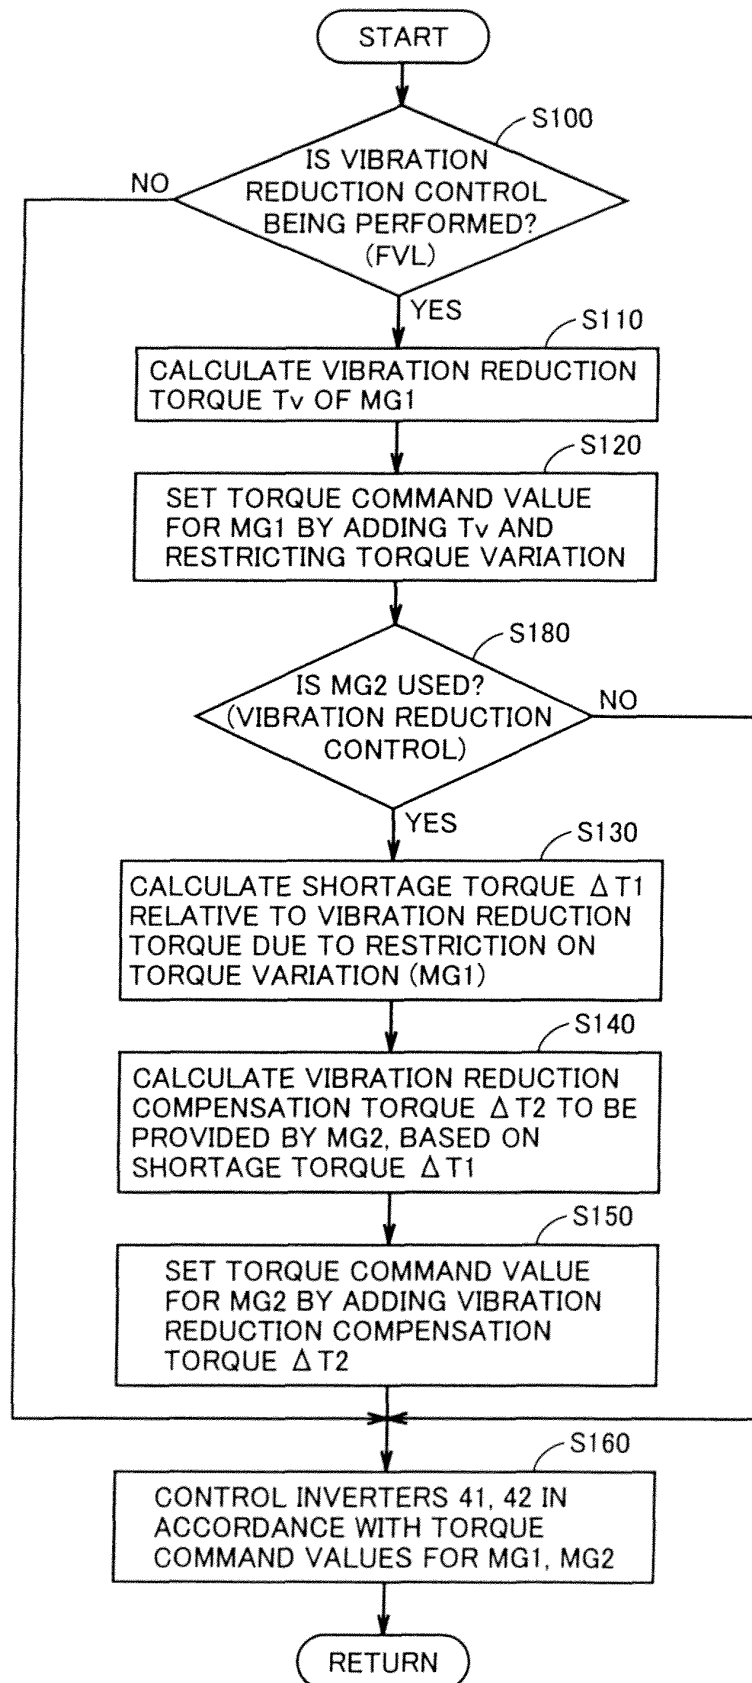 START
S100
IS VIBRATION
REDUCTION CONTROL
BEING PERFORMED?
(FVL)
NO
YES
S110
CALCULATE VIBRATION REDUCTION
TORQUE Tv OF MG1
S120
SET TORQUE COMMAND VALUE
FOR MG1 BY ADDING Tv AND
RESTRICTING TORQUE VARIATION
S180
IS MG2 USED?
(VIBRATION REDUCTION
CONTROL)
NO
YES
S130
CALCULATE SHORTAGE TORQUE ΔT1
RELATIVE TO VIBRATION REDUCTION
TORQUE DUE TO RESTRICTION ON
TORQUE VARIATION (MG1)
S140
CALCULATE VIBRATION REDUCTION
COMPENSATION TORQUE ΔT2 TO BE
PROVIDED BY MG2, BASED ON
SHORTAGE TORQUE ΔT1
S150
SET TORQUE COMMAND VALUE
FOR MG2 BY ADDING VIBRATION
REDUCTION COMPENSATION
TORQUE ΔT2
S160
CONTROL INVERTERS 41, 42 IN
ACCORDANCE WITH TORQUE
COMMAND VALUES FOR MG1, MG2
RETURN